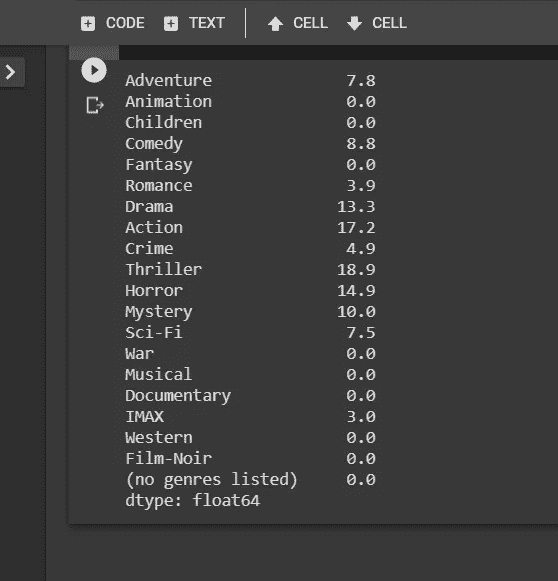 CODE TEXT CELL CELL
Adventure 7.8
Animation 0.0
Children 0.0
Comedy 8.8
Fantasy 0.0
Romance 3.9
Drama 13.3
Action 17.2
Crime 4.9
Thriller 18.9
Horror 14.9
Mystery 10.0
Sci-Fi 7.5
War 0.0
Musical 0.0
Documentary 0.0
IMAX 3.0
Western 0.0
Film-Noir 0.0
(no genres listed) 0.0
dtype: float64